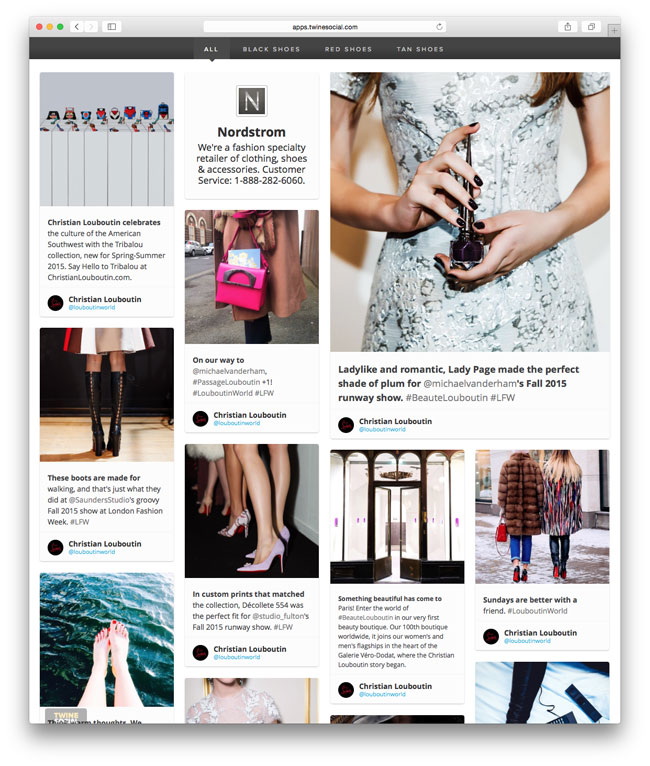 apps.twinesocial.com
ALL
BLACK SHOES
RED SHOES
TAN SHOES
Christian Louboutin celebrates
the culture of the American
Southwest with the Tribalou
collection, new for Spring-Summer
2015. Say Hello to Tribalou at
ChristianLouboutin.com.
Christian Louboutin
@louboutinworld
These boots are made for
walking, and that's just what they
did at @SaundersStudio's groovy
Fall 2015 show at London Fashion
Week. #LFW
Christian Louboutin
@louboutinworld
Think warm thoughts. We
TWINE
N
Nordstrom
We're a fashion specialty
retailer of clothing, shoes
& accessories. Customer
Service: 1-888-282-6060.
On our way to
@michaelvanderham,
#PassageLouboutin +1!
#LouboutinWorld #LFW
Christian Louboutin
@louboutinworld
In custom prints that matched
the collection, Décollete 554 was
the perfect fit for @studio_fulton's
Fall 2015 runway show. #LFW
Christian Louboutin
@louboutinworld
Ladylike and romantic, Lady Page made the perfect
shade of plum for @michaelvanderham's Fall 2015
runway show. #BeauteLouboutin #LFW
Christian Louboutin
@louboutinworld
Something beautiful has come to
Paris! Enter the world of
#BeauteLouboutin in our very first
beauty boutique. Our 100th boutique
worldwide, it joins our women's and
men's flagships in the heart of the
Galerie Véro-Dodat, where the Christian
Louboutin story began.
Christian Louboutin
@louboutinworld
Sundays are better with a
friend. #LouboutinWorld
Christian Louboutin
@louboutinworld